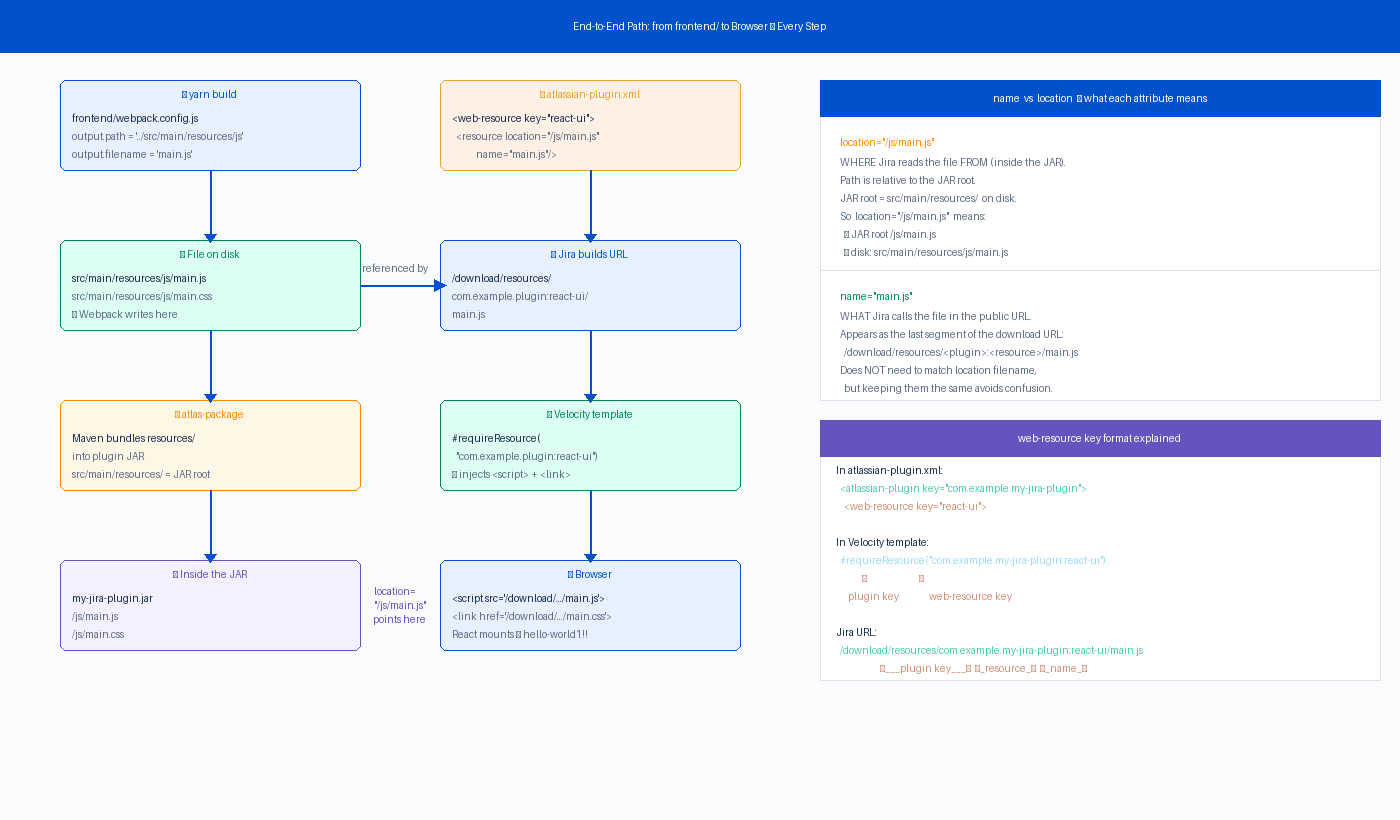 End-to-End Path: from frontend/ to Browser Every Step
yarn build
frontend/webpack.config.js
output.path = '../src/main/resources/js'
output.filename = 'main.js'
File on disk
src/main/resources/js/main.js
src/main/resources/js/main.css
Webpack writes here
atlas-package
Maven bundles resources/
into plugin JAR
src/main/resources/ = JAR root
Inside the JAR
my-jira-plugin.jar
/js/main.js
/js/main.css
referenced by
location=
"/js/main.js"
points here
atlassian-plugin.xml
<web-resource key="react-ui">
<resource location="/js/main.js"
name="main.js"/>
Jira builds URL
/download/resources/
com.example.plugin:react-ui/
main.js
Velocity template
#requireResource(
"com.example.plugin:react-ui")
injects <script> + <link>
Browser
<script src='/download/.../main.js'>
<link href='/download/.../main.css'>
React mounts hello-world 1!!
name vs location what each attribute means
location="/js/main.js"
WHERE Jira reads the file FROM (inside the JAR).
Path is relative to the JAR root.
JAR root = src/main/resources/ on disk.
So location="/js/main.js" means:
JAR root /js/main.js
disk: src/main/resources/js/main.js
name="main.js"
WHAT Jira calls the file in the public URL.
Appears as the last segment of the download URL:
/download/resources/<plugin>:<resource>/main.js
Does NOT need to match location filename,
but keeping them the same avoids confusion.
web-resource key format explained
In atlassian-plugin.xml:
<atlassian-plugin key="com.example.my-jira-plugin">
<web-resource key="react-ui">
In Velocity template:
#requireResource("com.example.my-jira-plugin:react-ui")
plugin key web-resource key
Jira URL:
/download/resources/com.example.my-jira-plugin:react-ui/main.js
___plugin key___ _resource_ _name_